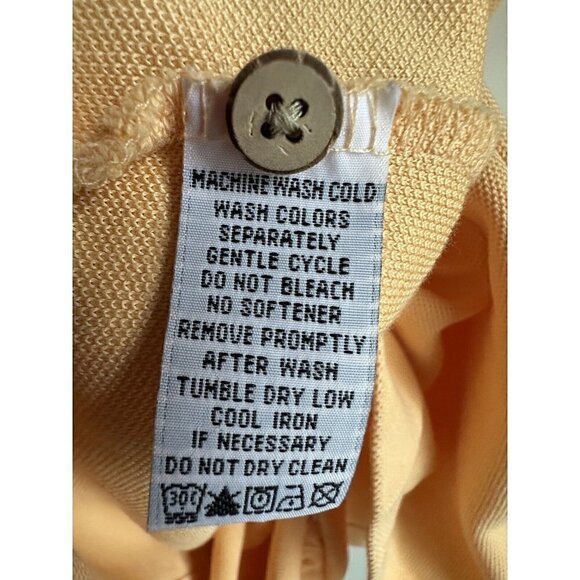 MACHINE WASH COLD
WASH COLORS
SEPARATELY
GENTLE CYCLE
DO NOT BLEACH
NO SOFTENER
REMOVE PROMPTLY
AFTER WASH
TUMBLE DRY LOW
COOL IRON
IF NECESSARY
DO NOT DRY CLEAN
30C